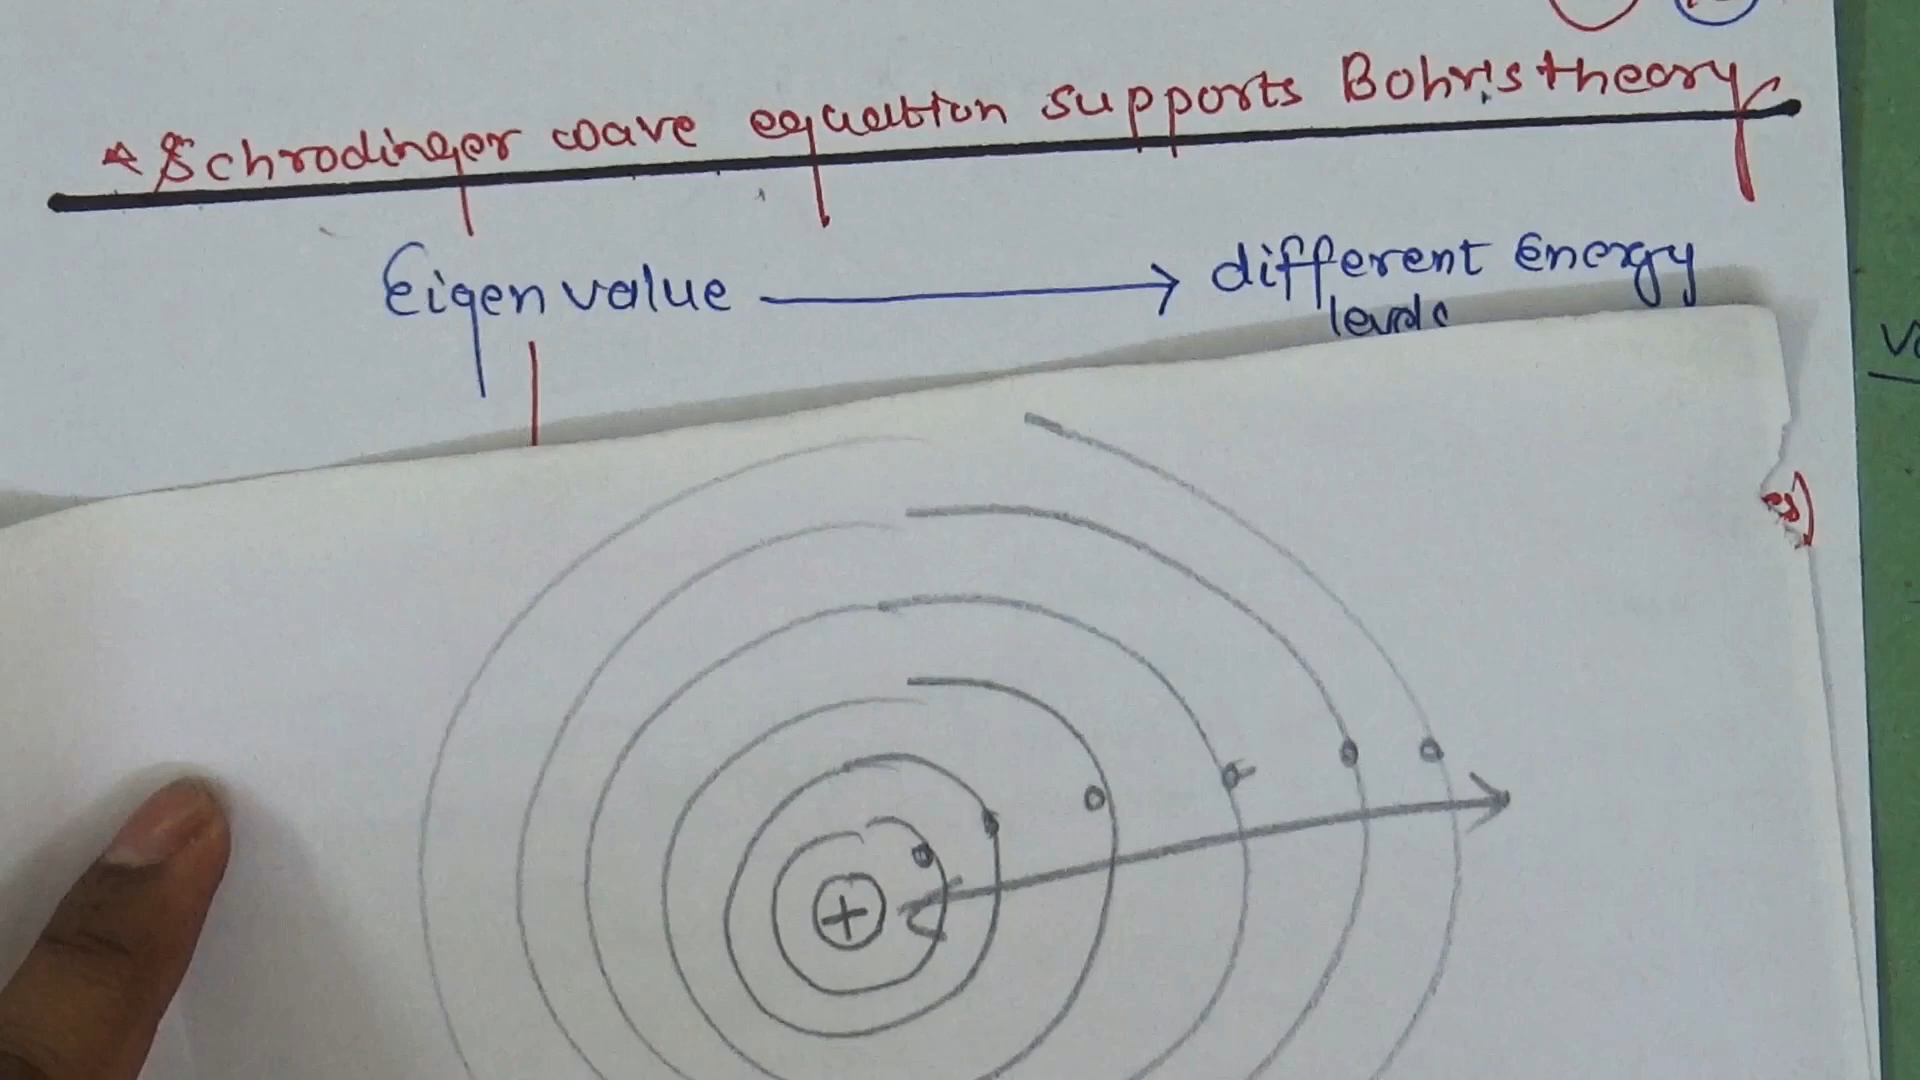 * Schrodinger wave equation supports Bohr's theory
Eigen value → different Energy
levels
+